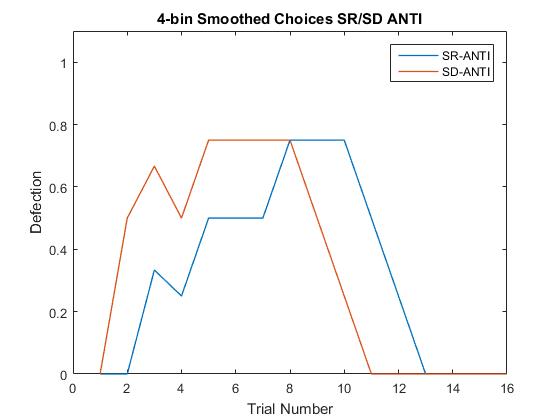 4-bin Smoothed Choices SR/SD ANTI
SR-ANTI
SD-ANTI
1
0.8
0.6
0.4
0.2
0
Defection
0 2 4 6 8 10 12 14 16
Trial Number